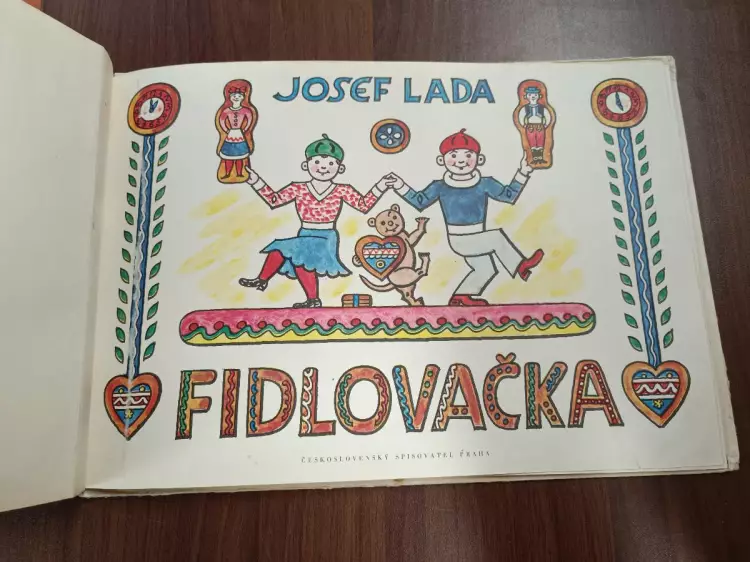 JOSEF LADA
FIDLOVAČKA
ČESKOSLOVENSKÝ SPISOVATEL PRAHA